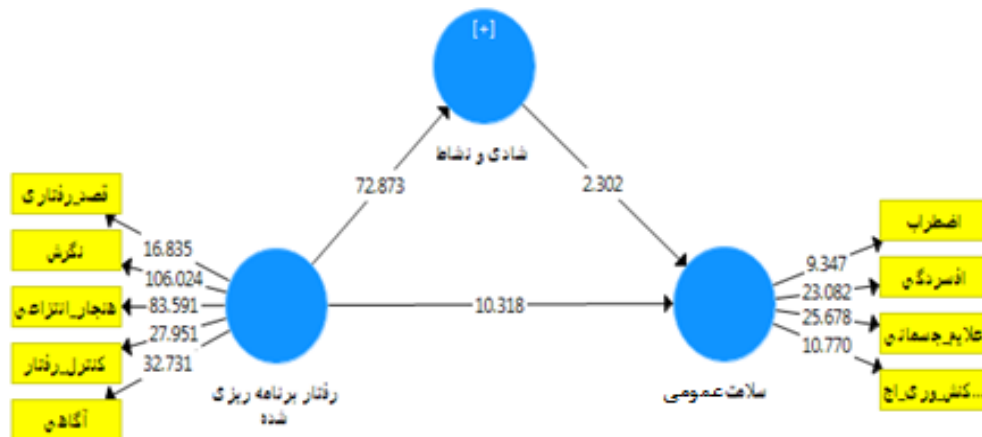 [+]
شادی و نشاط
72.873
2.302
قصد_رفتاری
نگرش
هنجار_انتزاعی
کنترل_رفتار
آگاهی
16.835
106.024
83.591
27.951
32.731
رفتار برنامه ریزی
شده
10.318
سلامت عمومی
9.347
23.082
25.678
10.770
اضطراب
افسردگی
علایم_جسمانی
کنش_وری_اج...